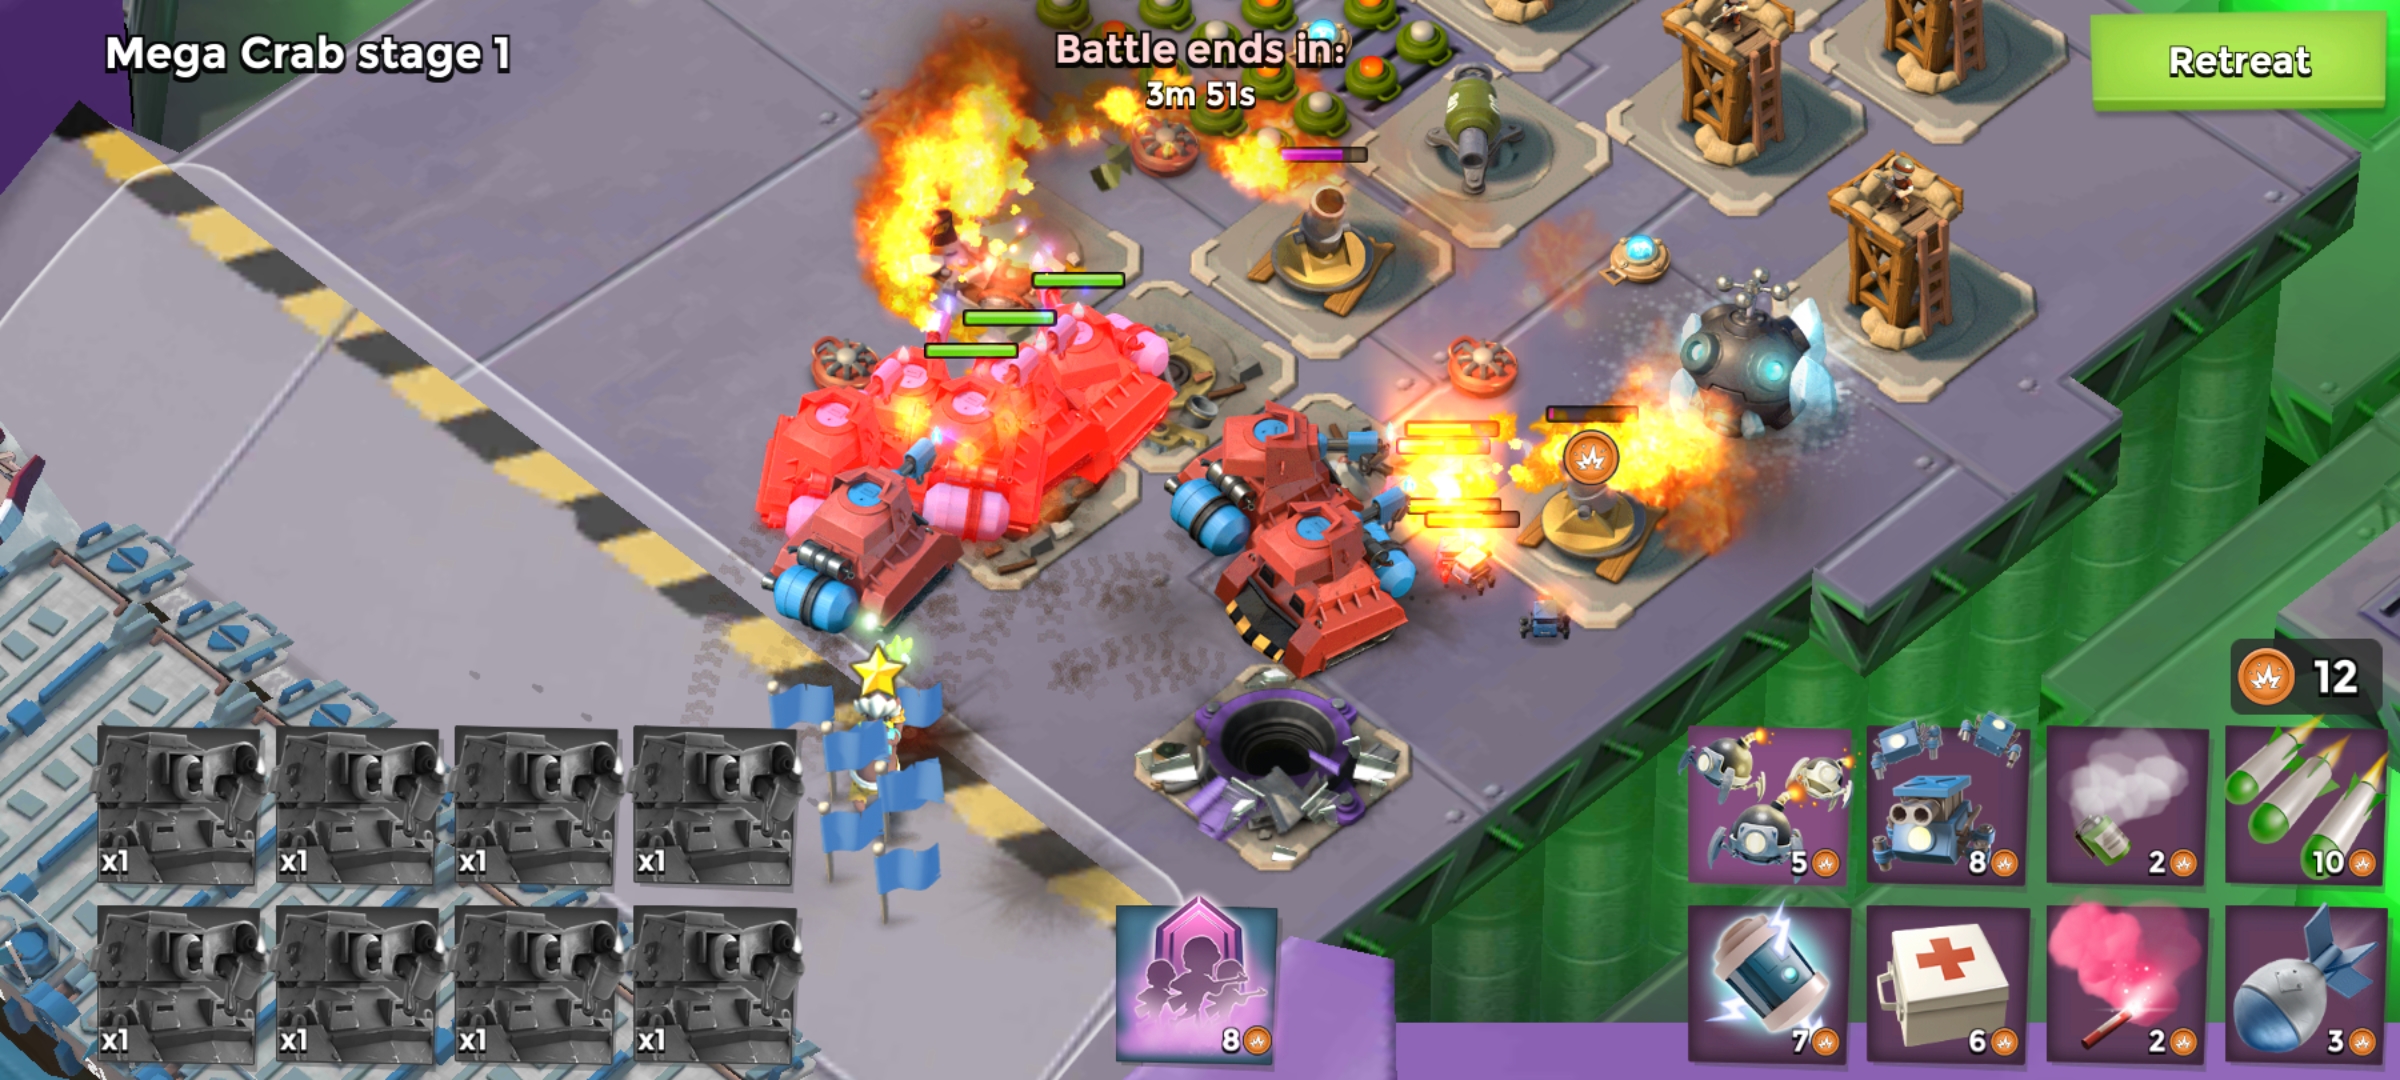 Mega Crab stage 1
Battle ends in:
3m 51s
Retreat
12
x1 x1 x1 x1
5 8 2 10
x1 x1 x1 x1
8
7 6 2 3